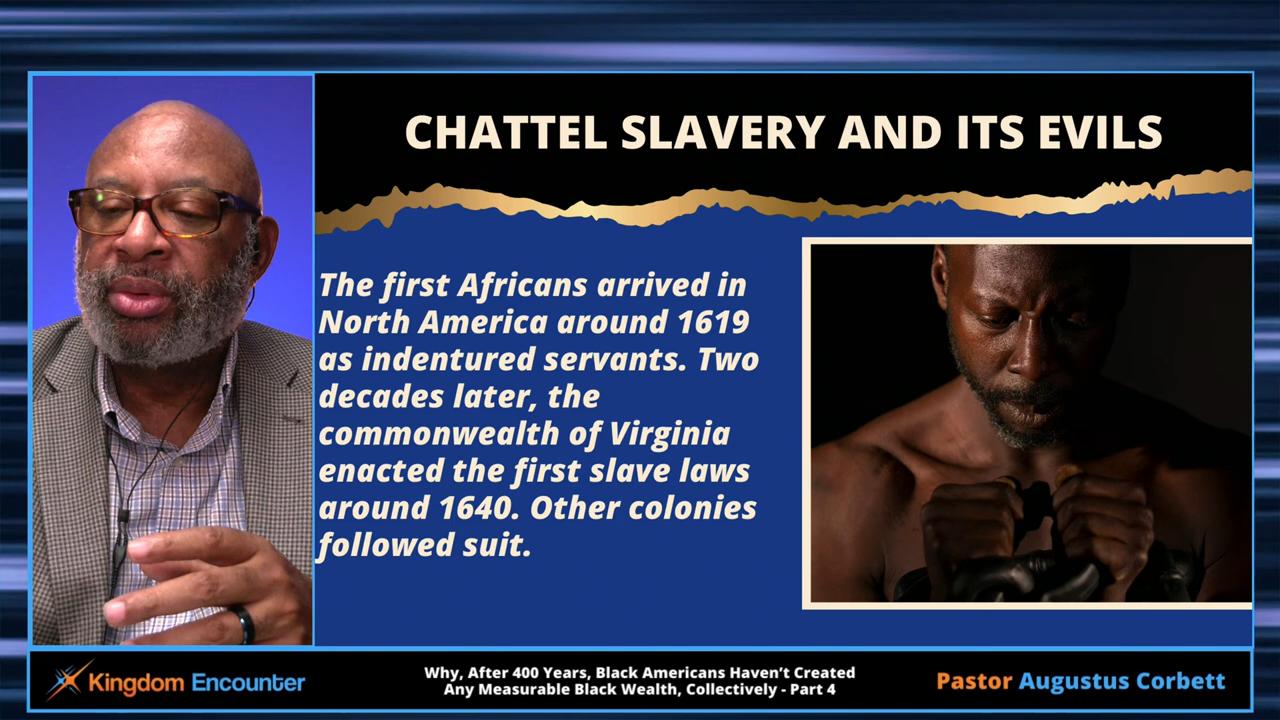 CHATTEL SLAVERY AND ITS EVILS
The first Africans arrived in
North America around 1619
as indentured servants. Two
decades later, the
commonwealth of Virginia
enacted the first slave laws
around 1640. Other colonies
followed suit.
Kingdom Encounter
Why, After 400 Years, Black Americans Haven't Created
Any Measurable Black Wealth, Collectively - Part 4
Pastor Augustus Corbett